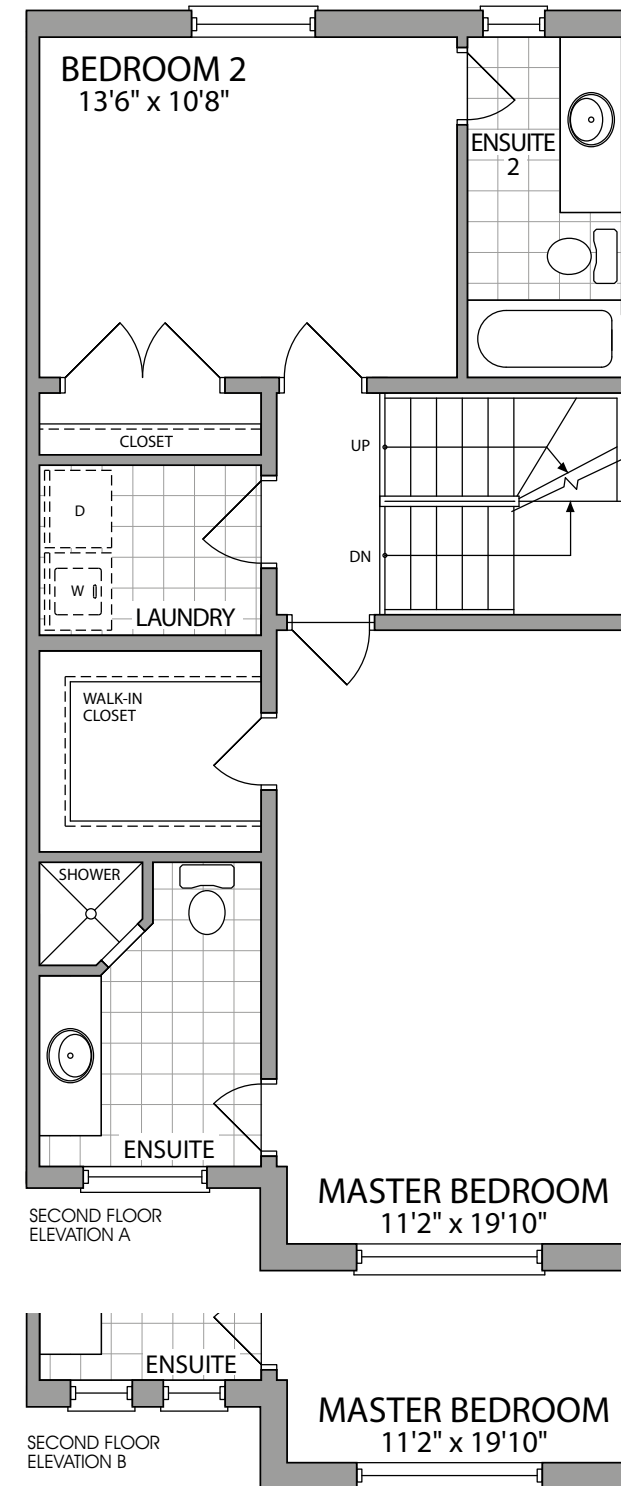 BEDROOM 2
13'6" x 10'8"
ENSUITE
2
CLOSET
UP
D
DN
W
LAUNDRY
WALK-IN
CLOSET
SHOWER
ENSUITE
MASTER BEDROOM
11'2" x 19'10"
SECOND FLOOR
ELEVATION A
ENSUITE
MASTER BEDROOM
11'2" x 19'10"
SECOND FLOOR
ELEVATION B